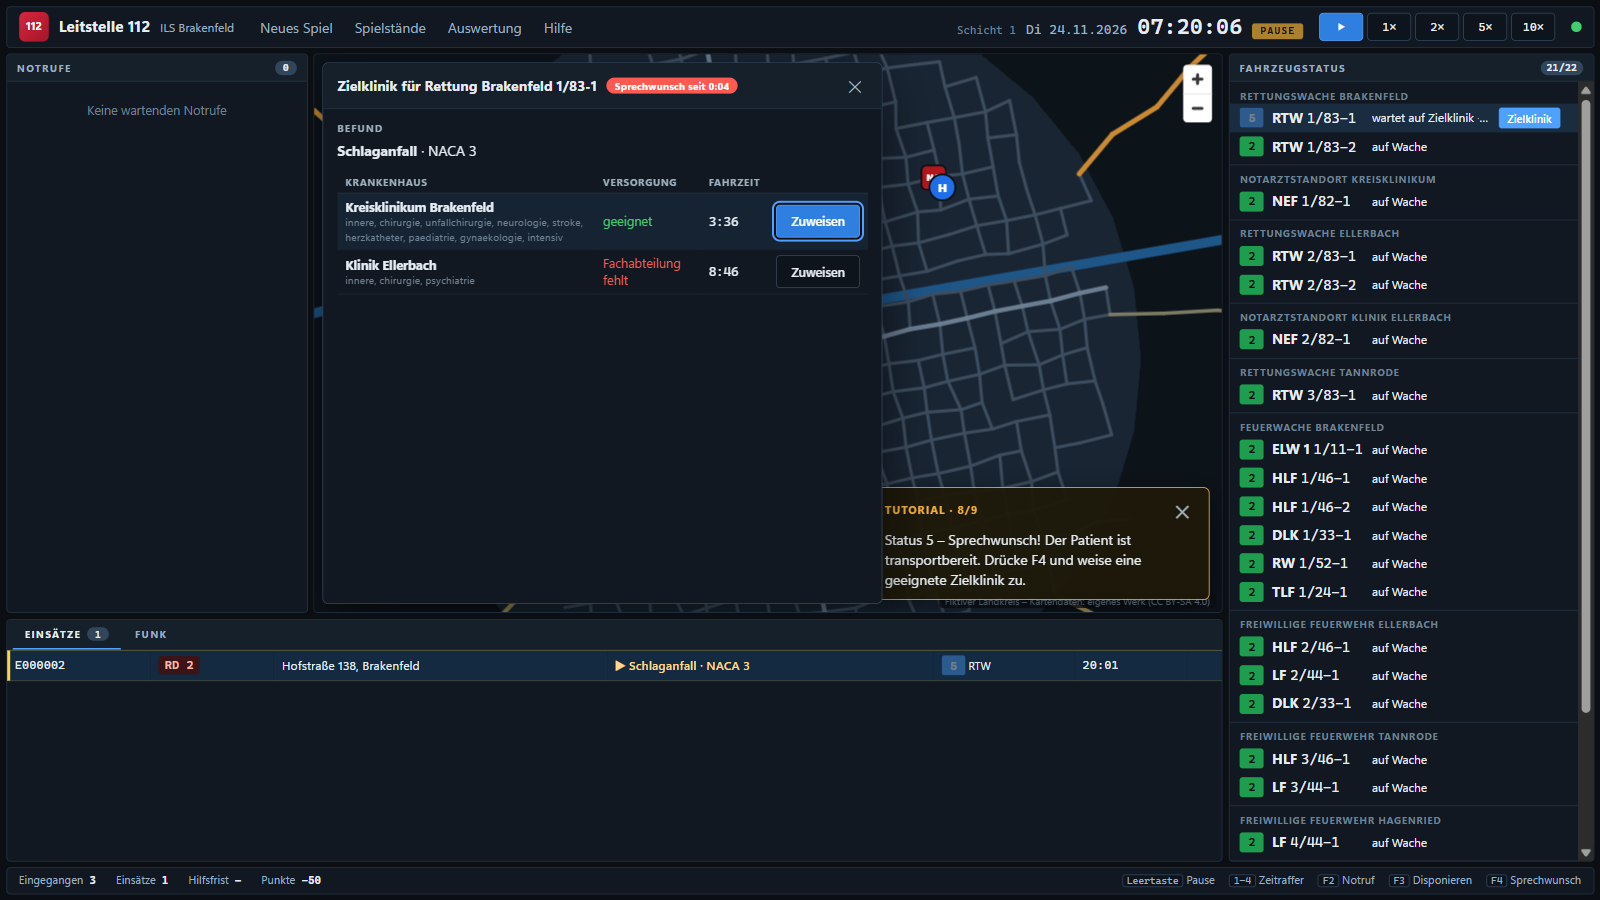 112 Leitstelle 112 ILS Brakenfeld Neues Spiel Spielstände Auswertung Hilfe Schicht 1 Di 24.11.2026 07:20:06 PAUSE 1× 2× 5× 10×
NOTRUFE 0
Keine wartenden Notrufe
Zielklinik für Rettung Brakenfeld 1/83-1 Sprechwunsch seit 0:04
BEFUND
Schlaganfall · NACA 3
KRANKENHAUS VERSORGUNG FAHRZEIT
Kreisklinikum Brakenfeld
innere, chirurgie, unfallchirurgie, neurologie, stroke,
herzkatheter, paediatrie, gynaekologie, intensiv
geeignet 3:36 Zuweisen
Klinik Ellerbach
innere, chirurgie, psychiatrie
Fachabteilung
fehlt
8:46 Zuweisen
+
−
H
TUTORIAL · 8/9
Status 5 – Sprechwunsch! Der Patient ist
transportbereit. Drücke F4 und weise eine
geeignete Zielklinik zu.
Fiktiver Landkreis – Kartendaten: eigenes Werk (CC BY-SA 4.0)
EINSÄTZE 1 FUNK
E000002 RD 2 Hofstraße 138, Brakenfeld ▶ Schlaganfall · NACA 3 5 RTW 20:01
FAHRZEUGSTATUS 21/22
RETTUNGSWACHE BRAKENFELD
5 RTW 1/83-1 wartet auf Zielklinik ·… Zielklinik
2 RTW 1/83-2 auf Wache
NOTARZTSTANDORT KREISKLINIKUM
2 NEF 1/82-1 auf Wache
RETTUNGSWACHE ELLERBACH
2 RTW 2/83-1 auf Wache
2 RTW 2/83-2 auf Wache
NOTARZTSTANDORT KLINIK ELLERBACH
2 NEF 2/82-1 auf Wache
RETTUNGSWACHE TANNRODE
2 RTW 3/83-1 auf Wache
FEUERWACHE BRAKENFELD
2 ELW 1 1/11-1 auf Wache
2 HLF 1/46-1 auf Wache
2 HLF 1/46-2 auf Wache
2 DLK 1/33-1 auf Wache
2 RW 1/52-1 auf Wache
2 TLF 1/24-1 auf Wache
FREIWILLIGE FEUERWEHR ELLERBACH
2 HLF 2/46-1 auf Wache
2 LF 2/44-1 auf Wache
2 DLK 2/33-1 auf Wache
FREIWILLIGE FEUERWEHR TANNRODE
2 HLF 3/46-1 auf Wache
2 LF 3/44-1 auf Wache
FREIWILLIGE FEUERWEHR HAGENRIED
2 LF 4/44-1 auf Wache
Eingegangen 3 Einsätze 1 Hilfsfrist – Punkte −50 Leertaste Pause 1–4 Zeitraffer F2 Notruf F3 Disponieren F4 Sprechwunsch